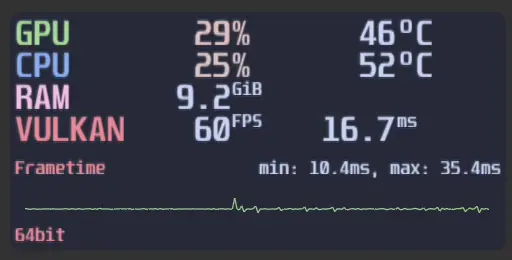 GPU 29% 46°C
CPU 25% 52°C
RAM 9.2GiB
VULKAN 60FPS 16.7ms
Frametime min: 10.4ms, max: 35.4ms
64bit